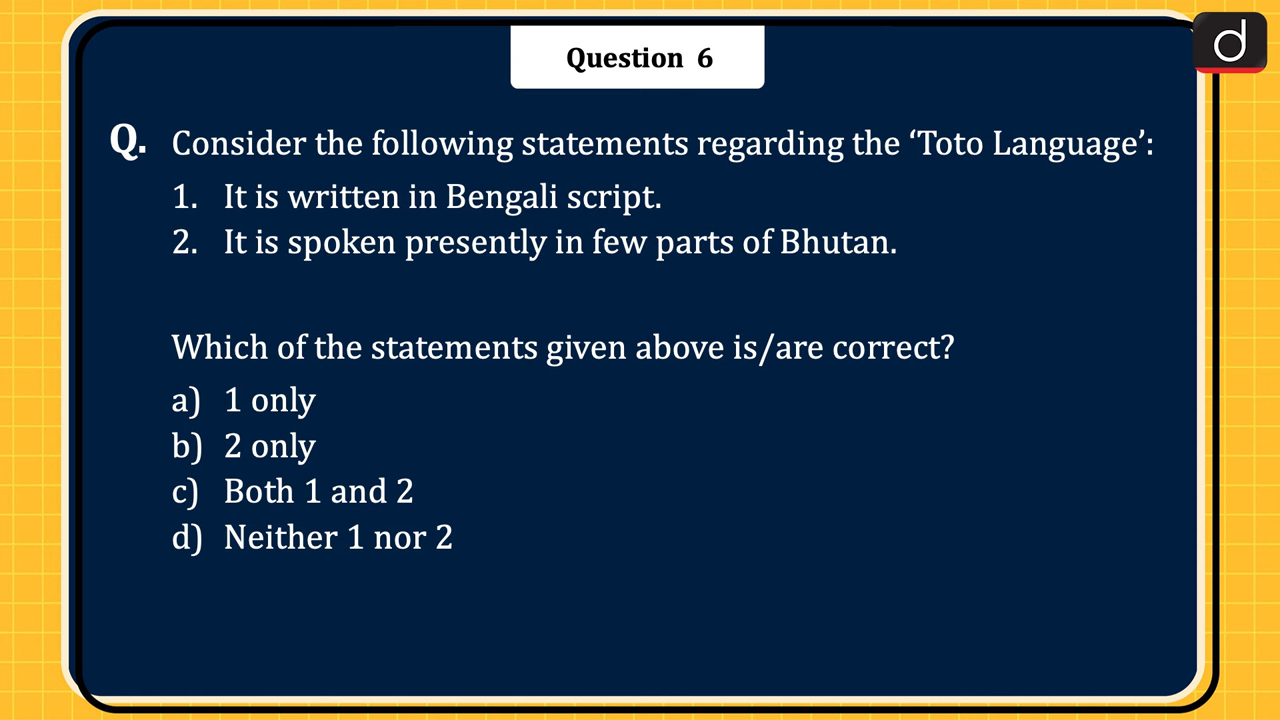 Question 6
d
Q. Consider the following statements regarding the ‘Toto Language’:
1. It is written in Bengali script.
2. It is spoken presently in few parts of Bhutan.
Which of the statements given above is/are correct?
a) 1 only
b) 2 only
c) Both 1 and 2
d) Neither 1 nor 2